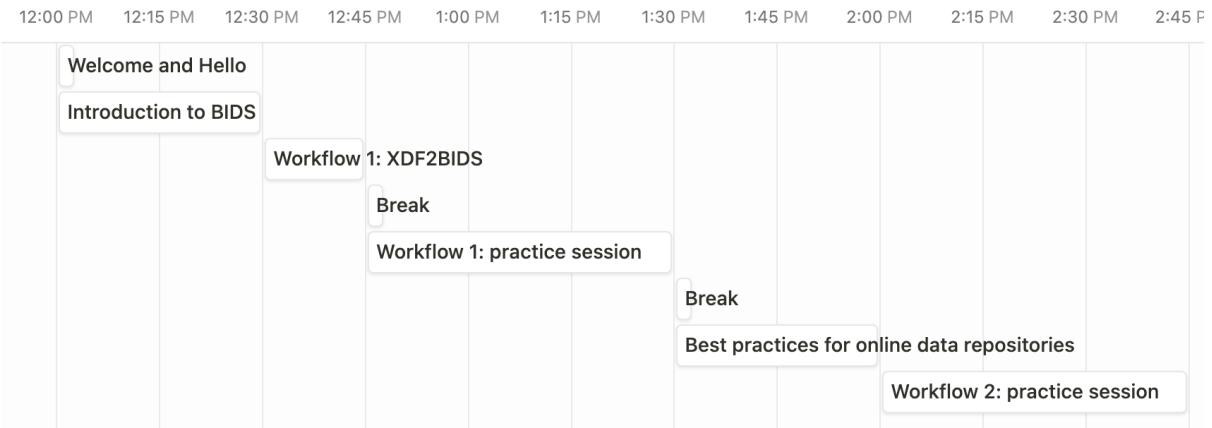 12:00 PM 12:15 PM 12:30 PM 12:45 PM 1:00 PM 1:15 PM 1:30 PM 1:45 PM 2:00 PM 2:15 PM 2:30 PM 2:45 P
Welcome and Hello
Introduction to BIDS
Workflow 1: XDF2BIDS
Break
Workflow 1: practice session
Break
Best practices for online data repositories
Workflow 2: practice session